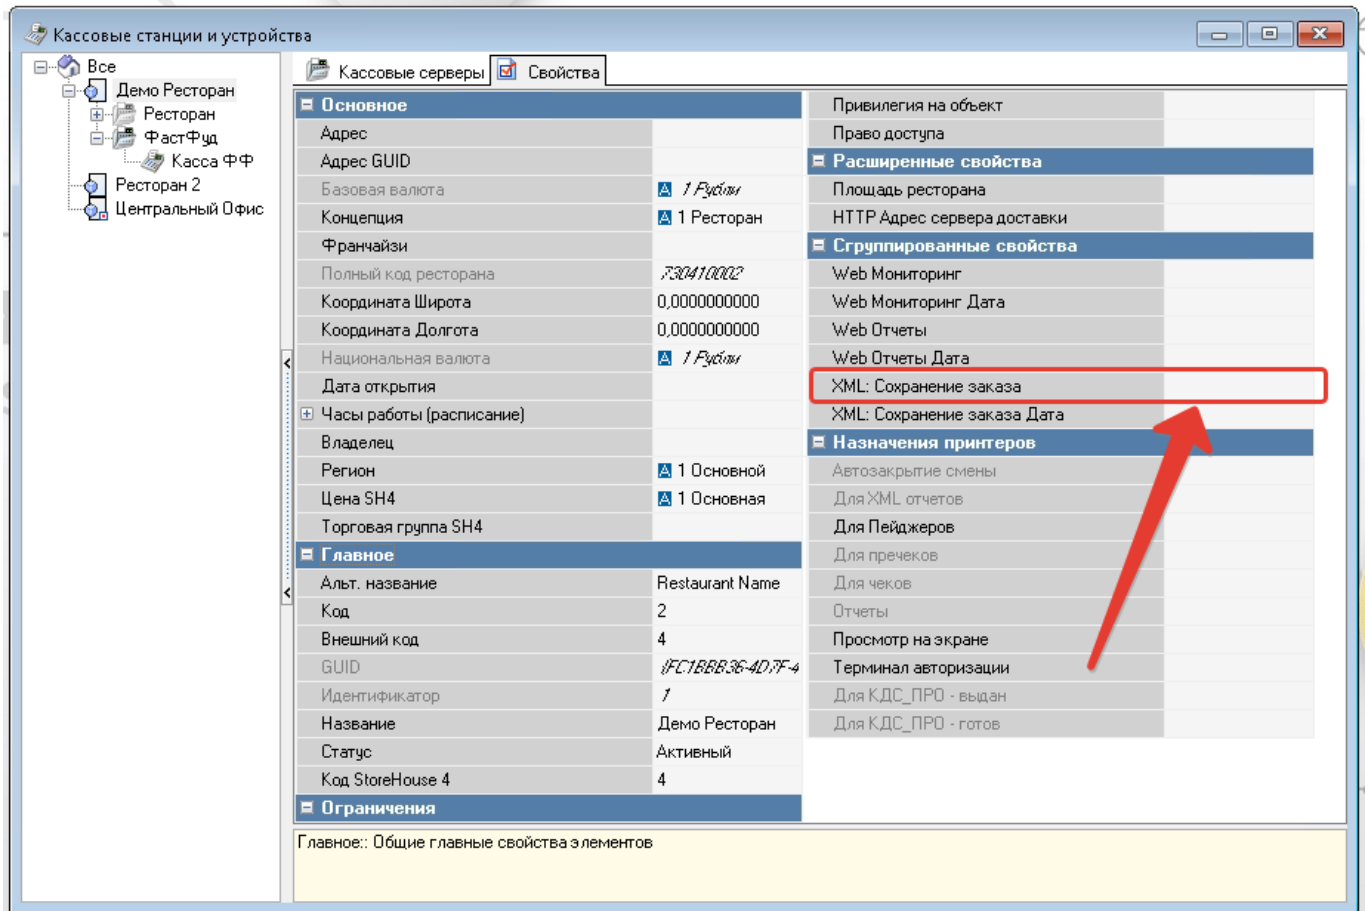 Кассовые станции и устройства
Все
Демо Ресторан
Ресторан
ФастФуд
Касса ФФ
Ресторан 2
Центральный Офис
Кассовые серверы
Свойства
Основное
Адрес
Адрес GUID
Базовая валюта 1 Рубли
Концепция 1 Ресторан
Франчайзи
Полный код ресторана 730410002
Координата Широта 0,0000000000
Координата Долгота 0,0000000000
Национальная валюта 1 Рубли
Дата открытия
Часы работы (расписание)
Владелец
Регион 1 Основной
Цена SH4 1 Основная
Торговая группа SH4
Главное
Альт. название Restaurant Name
Код 2
Внешний код 4
GUID {FC1BBB36-4D7F-4
Идентификатор 1
Название Демо Ресторан
Статус Активный
Код StoreHouse 4 4
Ограничения
Привилегия на объект
Право доступа
Расширенные свойства
Площадь ресторана
HTTP Адрес сервера доставки
Сгруппированные свойства
Web Мониторинг
Web Мониторинг Дата
Web Отчеты
Web Отчеты Дата
XML: Сохранение заказа
XML: Сохранение заказа Дата
Назначения принтеров
Автозакрытие смены
Для XML отчетов
Для Пейджеров
Для пречеков
Для чеков
Отчеты
Просмотр на экране
Терминал авторизации
Для КДС_ПРО - выдан
Для КДС_ПРО - готов
Главное:: Общие главные свойства элементов